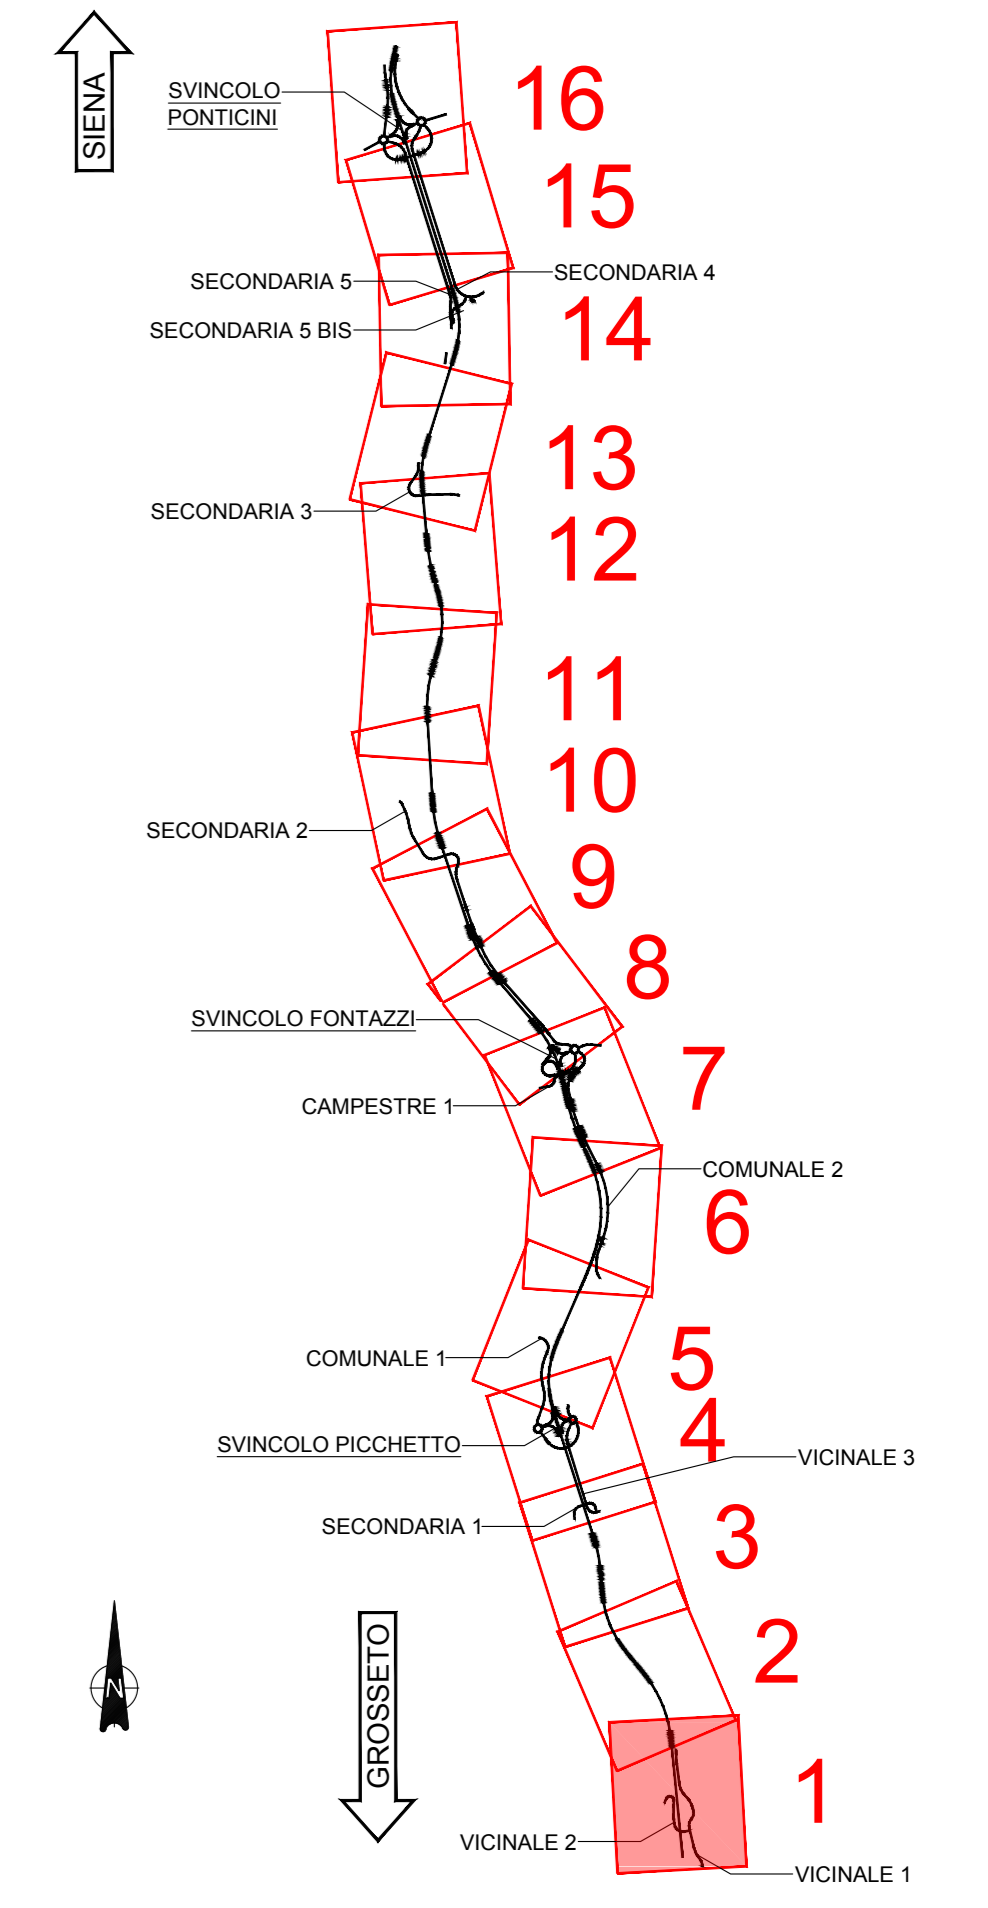 SIENA
SVINCOLO
PONTICINI
16
15
SECONDARIA 5
SECONDARIA 4
SECONDARIA 5 BIS
14
13
SECONDARIA 3
12
11
10
SECONDARIA 2
9
8
SVINCOLO FONTAZZI
7
CAMPESTRE 1
COMUNALE 2
6
COMUNALE 1
5
4
SVINCOLO PICCHETTO
VICINALE 3
SECONDARIA 1
3
2
N
GROSSETO
1
VICINALE 2
VICINALE 1